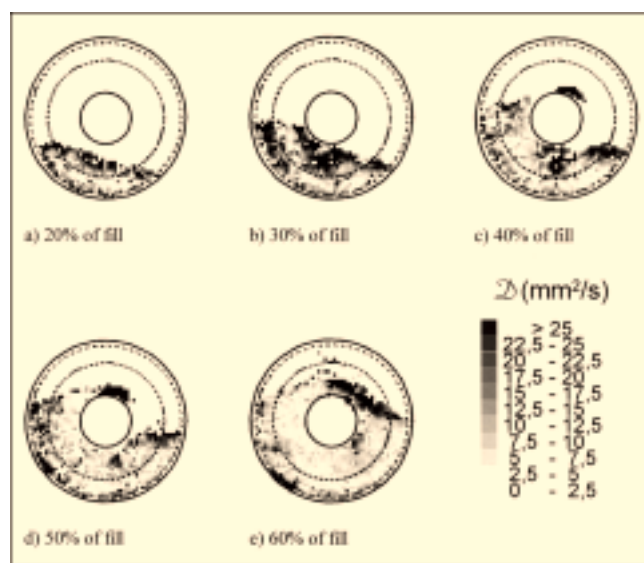 a) 20% of fill
b) 30% of fill
c) 40% of fill
𝒟 (mm²/s)
> 25
22,5 - 25
20 - 22,5
17,5 - 20
15 - 17,5
12,5 - 15
10 - 12,5
7,5 - 10
5 - 7,5
2,5 - 5
0 - 2,5
d) 50% of fill
e) 60% of fill